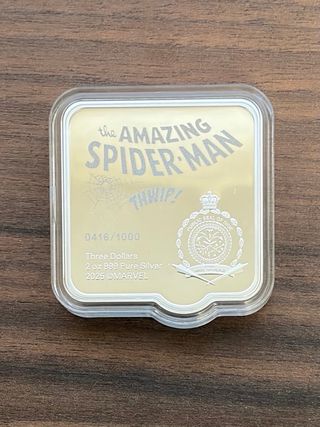 the AMAZING
SPIDER-MAN
THWIP!
0416/1000
Three Dollars
2 oz 999 Pure Silver
2025 ©MARVEL